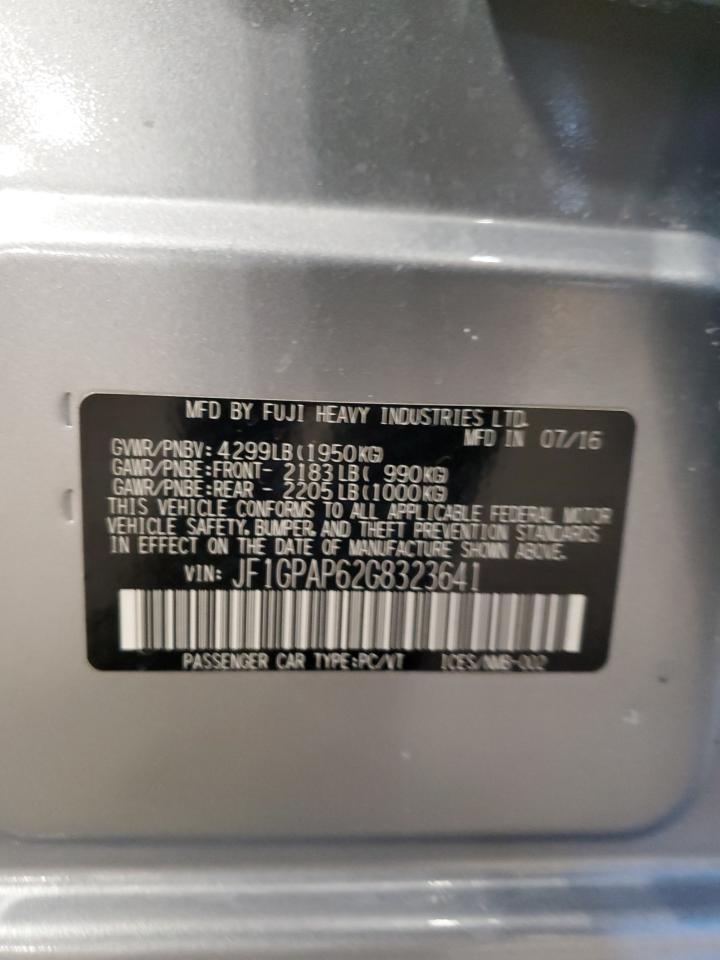 MFD BY FUJI HEAVY INDUSTRIES LTD.
MFD IN 07/16
GVWR/PNBV: 4299LB(1950KG)
GAWR/PNBE:FRONT- 2183LB( 990KG)
GAWR/PNBE:REAR - 2205LB(1000KG)
THIS VEHICLE CONFORMS TO ALL APPLICABLE FEDERAL MOTOR
VEHICLE SAFETY, BUMPER, AND THEFT PREVENTION STANDARDS
IN EFFECT ON THE DATE OF MANUFACTURE SHOWN ABOVE.
VIN: JF1GPAP62G8323641
PASSENGER CAR TYPE:PC/VT ICES/NMB-002